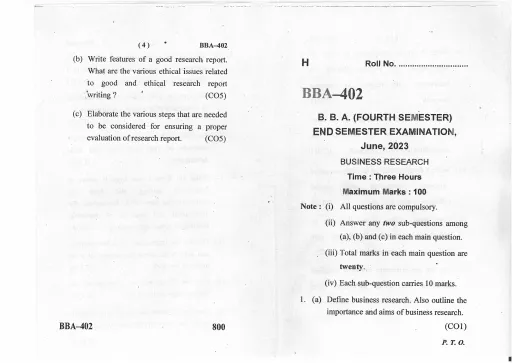 ( 4 ) BBA-402
(b) Write features of a good research report.
What are the various ethical issues related
to good and ethical research report
writing ? (CO5)
(c) Elaborate the various steps that are needed
to be considered for ensuring a proper
evaluation of research report. (CO5)
BBA-402 800
H Roll No. ..............................
BBA-402
B. B. A. (FOURTH SEMESTER)
END SEMESTER EXAMINATION,
June, 2023
BUSINESS RESEARCH
Time : Three Hours
Maximum Marks : 100
Note : (i) All questions are compulsory.
(ii) Answer any two sub-questions among
(a), (b) and (c) in each main question.
(iii) Total marks in each main question are
twenty.
(iv) Each sub-question carries 10 marks.
1. (a) Define business research. Also outline the
importance and aims of business research.
(CO1)
P. T. O.